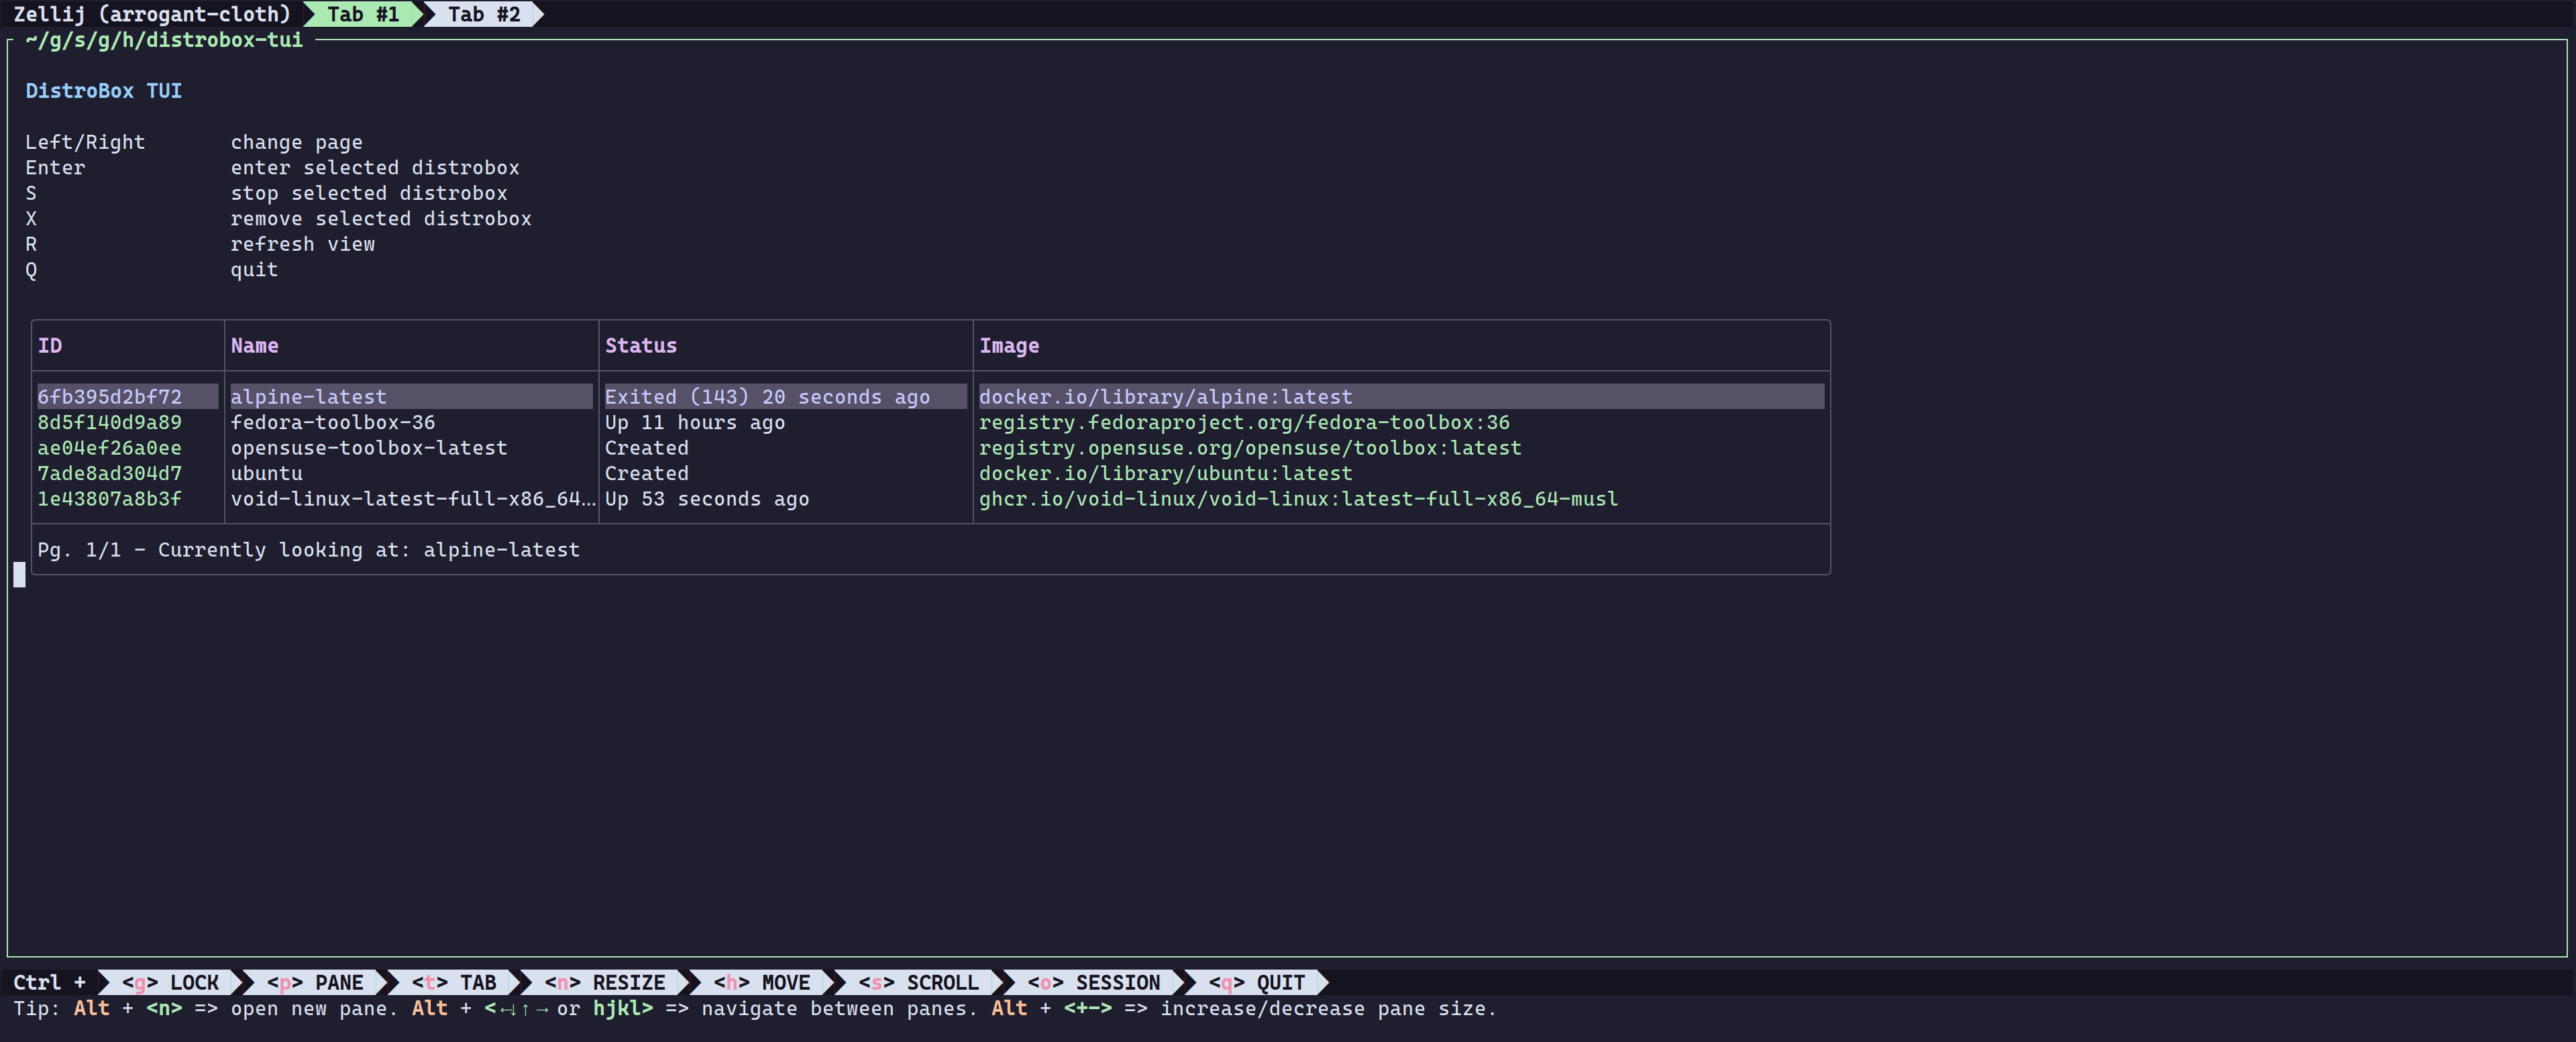 Zellij (arrogant-cloth) Tab #1 Tab #2
~/g/s/g/h/distrobox-tui
DistroBox TUI
Left/Right change page
Enter enter selected distrobox
S stop selected distrobox
X remove selected distrobox
R refresh view
Q quit
ID Name Status Image
6fb395d2bf72 alpine-latest Exited (143) 20 seconds ago docker.io/library/alpine:latest
8d5f140d9a89 fedora-toolbox-36 Up 11 hours ago registry.fedoraproject.org/fedora-toolbox:36
ae04ef26a0ee opensuse-toolbox-latest Created registry.opensuse.org/opensuse/toolbox:latest
7ade8ad304d7 ubuntu Created docker.io/library/ubuntu:latest
1e43807a8b3f void-linux-latest-full-x86_64… Up 53 seconds ago ghcr.io/void-linux/void-linux:latest-full-x86_64-musl
Pg. 1/1 - Currently looking at: alpine-latest
Ctrl + <g> LOCK <p> PANE <t> TAB <n> RESIZE <h> MOVE <s> SCROLL <o> SESSION <q> QUIT
Tip: Alt + <n> => open new pane. Alt + <←↓↑→ or hjkl> => navigate between panes. Alt + <+-> => increase/decrease pane size.